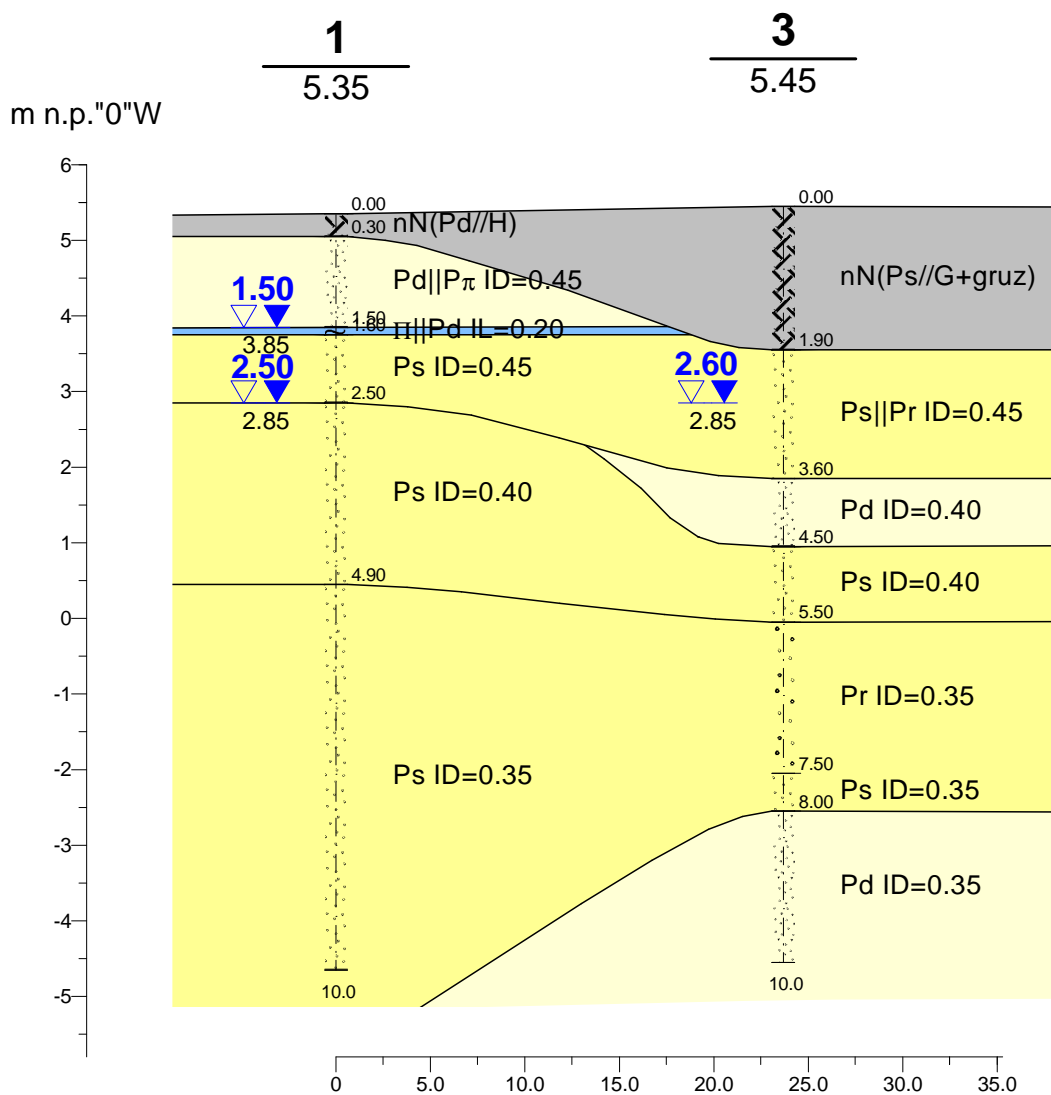 1
5.35
3
5.45
m n.p."0"W
6
5
4
3
2
1
0
-1
-2
-3
-4
-5
0.00
0.30
nN(Pd//H)
Pd||Pπ ID=0.45
1.50
1.50
1.60
Π||Pd IL=0.20
3.85
Ps ID=0.45
2.50
2.50
2.85
Ps ID=0.40
4.90
Ps ID=0.35
10.0
0.00
nN(Ps//G+gruz)
1.90
2.60
2.85
Ps||Pr ID=0.45
3.60
Pd ID=0.40
4.50
Ps ID=0.40
5.50
Pr ID=0.35
7.50
Ps ID=0.35
8.00
Pd ID=0.35
10.0
0 5.0 10.0 15.0 20.0 25.0 30.0 35.0